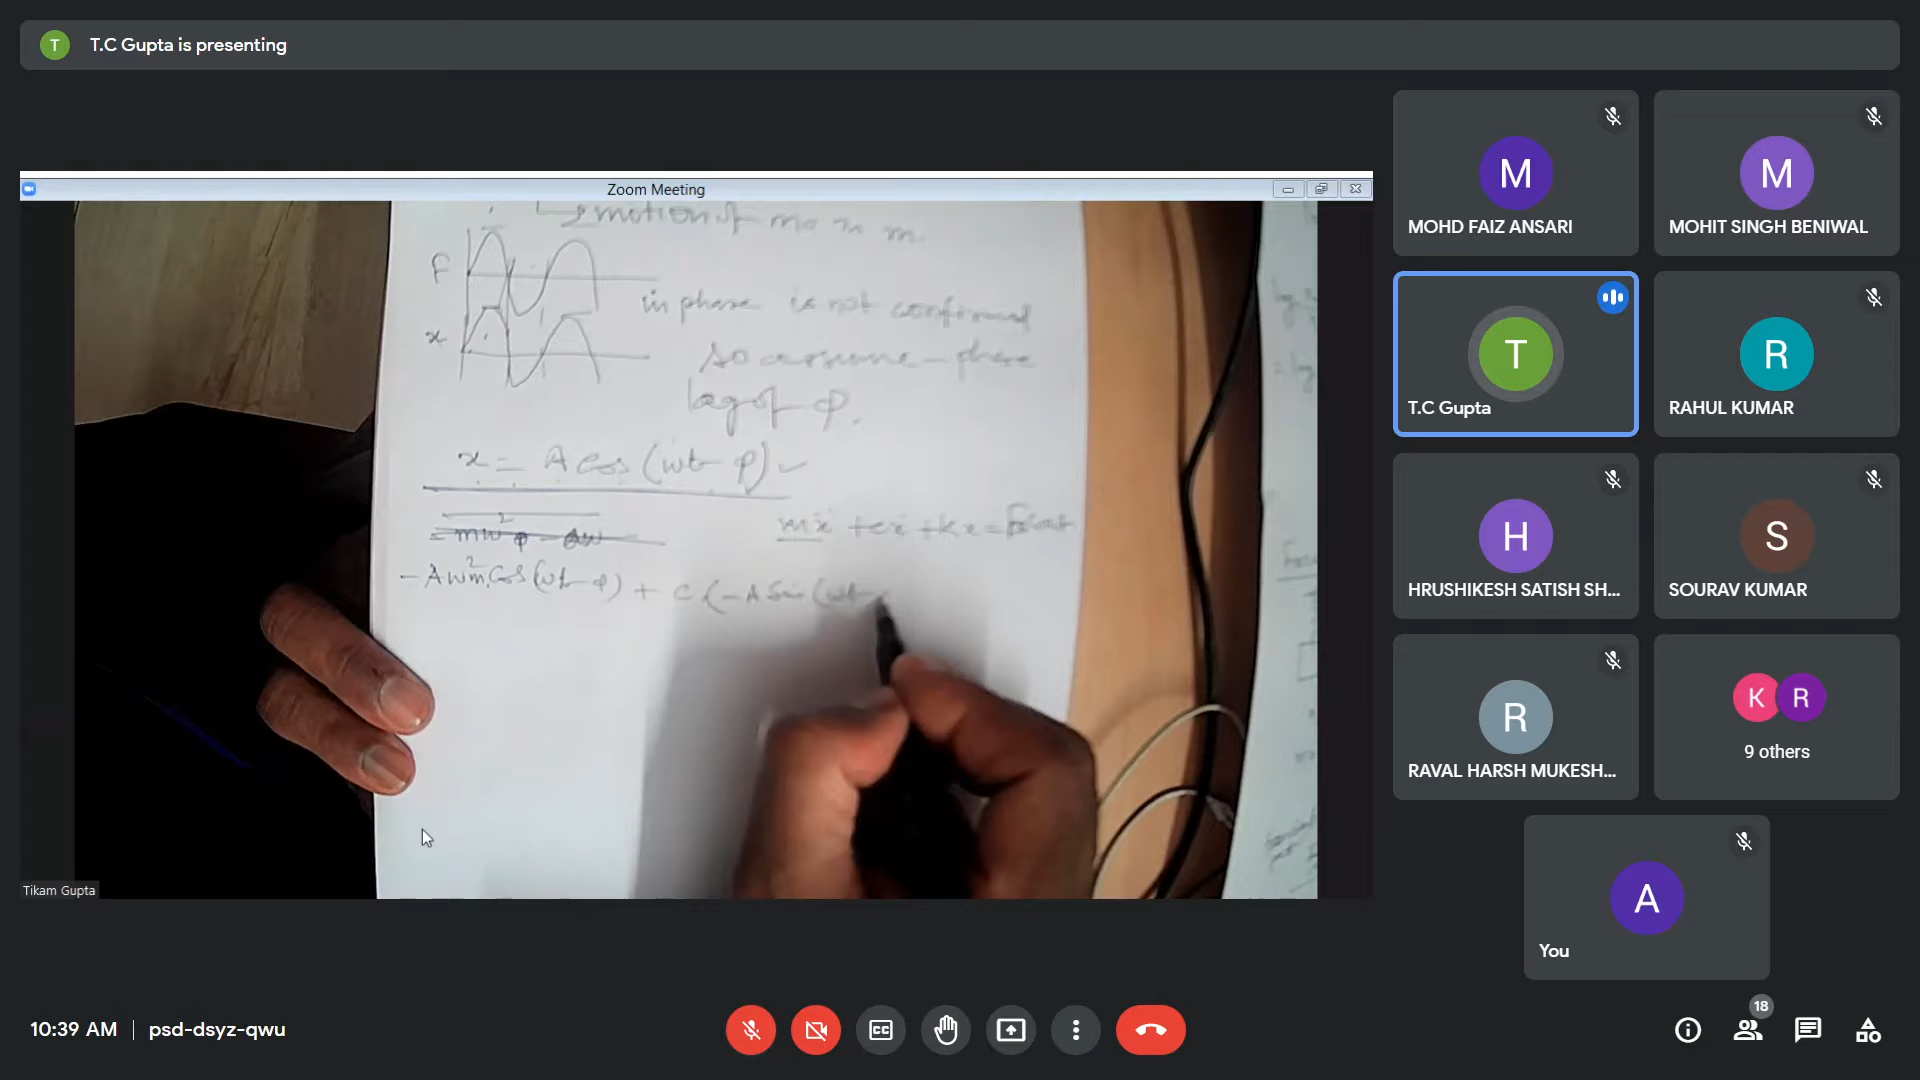 T
T.C Gupta is presenting
Zoom Meeting
motion of m
F
in phase is not confirmed
x
so assume phase
lag of φ.
x = A cos (ωt - φ)
mẍ + cẋ + kx =
- Aω²m cos(ωt - φ) + c (-A Sin (ωt
Tikam Gupta
M
MOHD FAIZ ANSARI
M
MOHIT SINGH BENIWAL
T
T.C Gupta
R
RAHUL KUMAR
H
HRUSHIKESH SATISH SH...
S
SOURAV KUMAR
R
RAVAL HARSH MUKESH...
K R
9 others
A
You
10:39 AM | psd-dsyz-qwu
CC
18